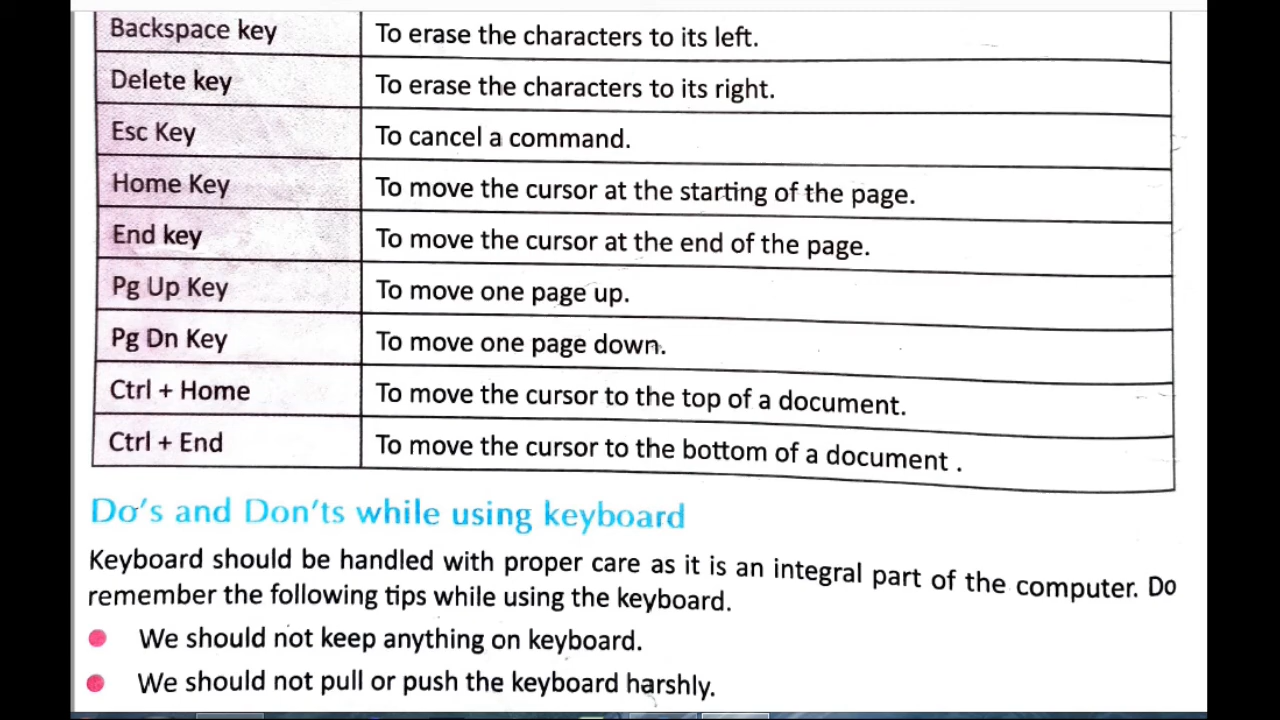 Backspace key To erase the characters to its left.
Delete key To erase the characters to its right.
Esc Key To cancel a command.
Home Key To move the cursor at the starting of the page.
End key To move the cursor at the end of the page.
Pg Up Key To move one page up.
Pg Dn Key To move one page down.
Ctrl + Home To move the cursor to the top of a document.
Ctrl + End To move the cursor to the bottom of a document .
Do's and Don'ts while using keyboard
Keyboard should be handled with proper care as it is an integral part of the computer. Do
remember the following tips while using the keyboard.
We should not keep anything on keyboard.
We should not pull or push the keyboard harshly.